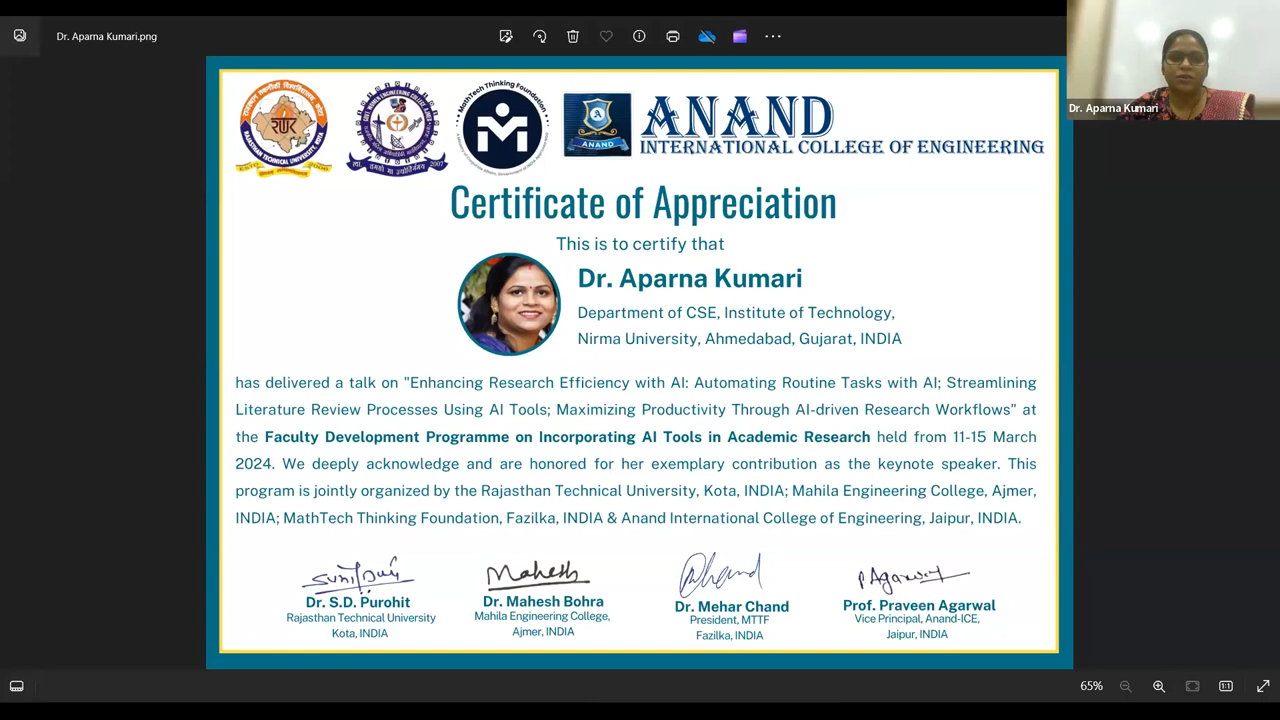 Dr. Aparna Kumari.png
Dr. Aparna Kumari
MathTech Thinking Foundation
ANAND
ANAND
INTERNATIONAL COLLEGE OF ENGINEERING
Certificate of Appreciation
This is to certify that
Dr. Aparna Kumari
Department of CSE, Institute of Technology,
Nirma University, Ahmedabad, Gujarat, INDIA
has delivered a talk on "Enhancing Research Efficiency with AI: Automating Routine Tasks with AI; Streamlining
Literature Review Processes Using AI Tools; Maximizing Productivity Through AI-driven Research Workflows" at
the Faculty Development Programme on Incorporating AI Tools in Academic Research held from 11-15 March
2024. We deeply acknowledge and are honored for her exemplary contribution as the keynote speaker. This
program is jointly organized by the Rajasthan Technical University, Kota, INDIA; Mahila Engineering College, Ajmer,
INDIA; MathTech Thinking Foundation, Fazilka, INDIA & Anand International College of Engineering, Jaipur, INDIA.
Mahesh
P Agarwal
Dr. S.D. Purohit
Rajasthan Technical University
Kota, INDIA
Dr. Mahesh Bohra
Mahila Engineering College,
Ajmer, INDIA
Dr. Mehar Chand
President, MTTF
Fazilka, INDIA
Prof. Praveen Agarwal
Vice Principal, Anand-ICE,
Jaipur, INDIA
65%
1:1